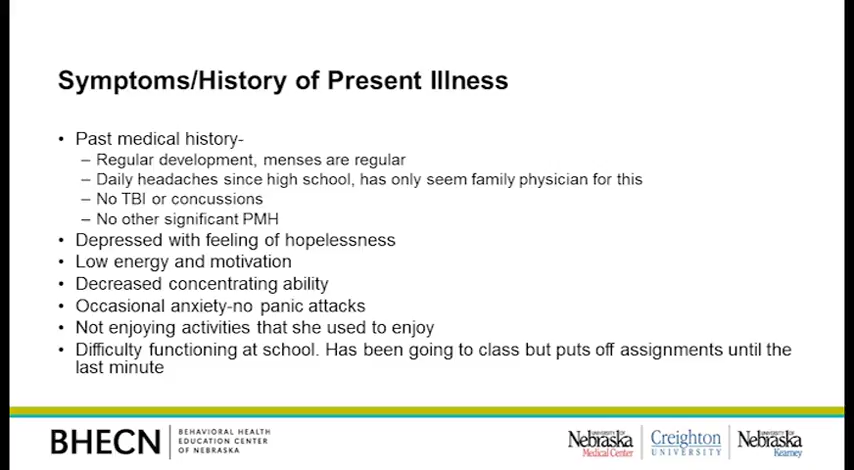 Symptoms/History of Present Illness
• Past medical history-
– Regular development, menses are regular
– Daily headaches since high school, has only seem family physician for this
– No TBI or concussions
– No other significant PMH
• Depressed with feeling of hopelessness
• Low energy and motivation
• Decreased concentrating ability
• Occasional anxiety-no panic attacks
• Not enjoying activities that she used to enjoy
• Difficulty functioning at school. Has been going to class but puts off assignments until the
last minute
BHECN
BEHAVIORAL HEALTH
EDUCATION CENTER
OF NEBRASKA
UNIVERSITY OF
Nebraska
Medical Center
Creighton
UNIVERSITY
UNIVERSITY OF
Nebraska
Kearney